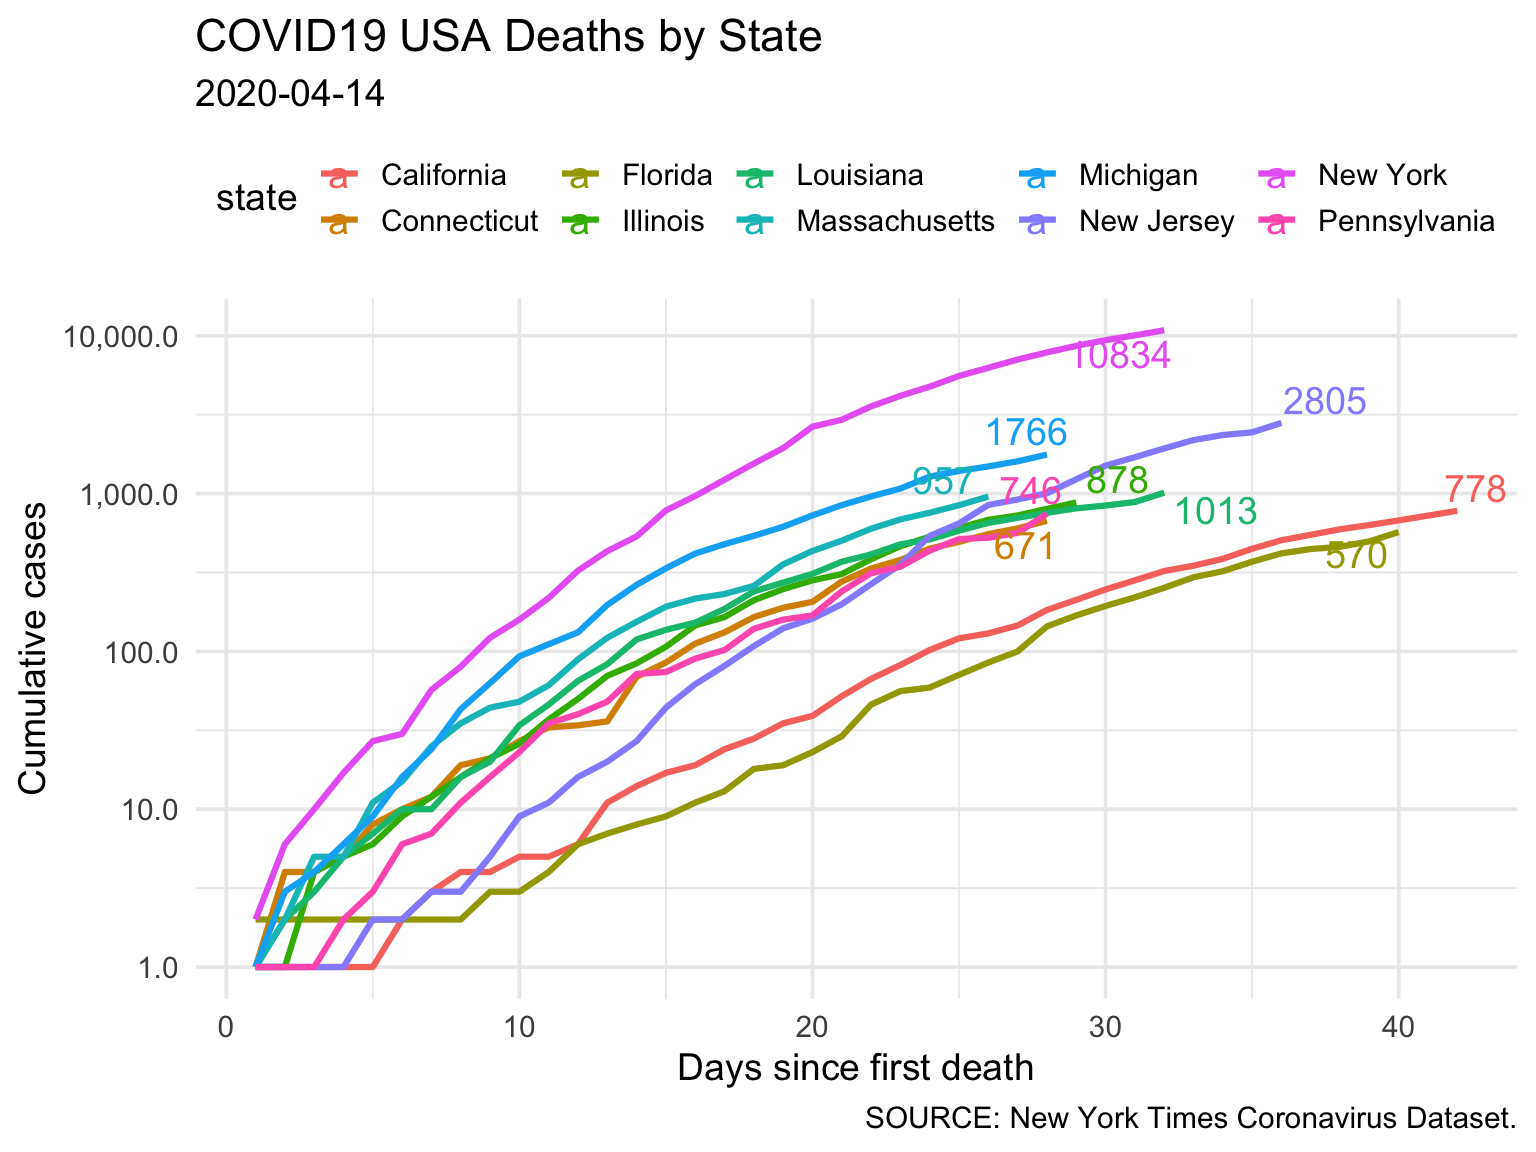 COVID19 USA Deaths by State
2020-04-14
state
a California a Florida a Louisiana a Michigan a New York
a Connecticut a Illinois a Massachusetts a New Jersey a Pennsylvania
Cumulative cases
10,000.0
1,000.0
100.0
10.0
1.0
10834
2805
1766
957
746
878
778
1013
671
570
0 10 20 30 40
Days since first death
SOURCE: New York Times Coronavirus Dataset.